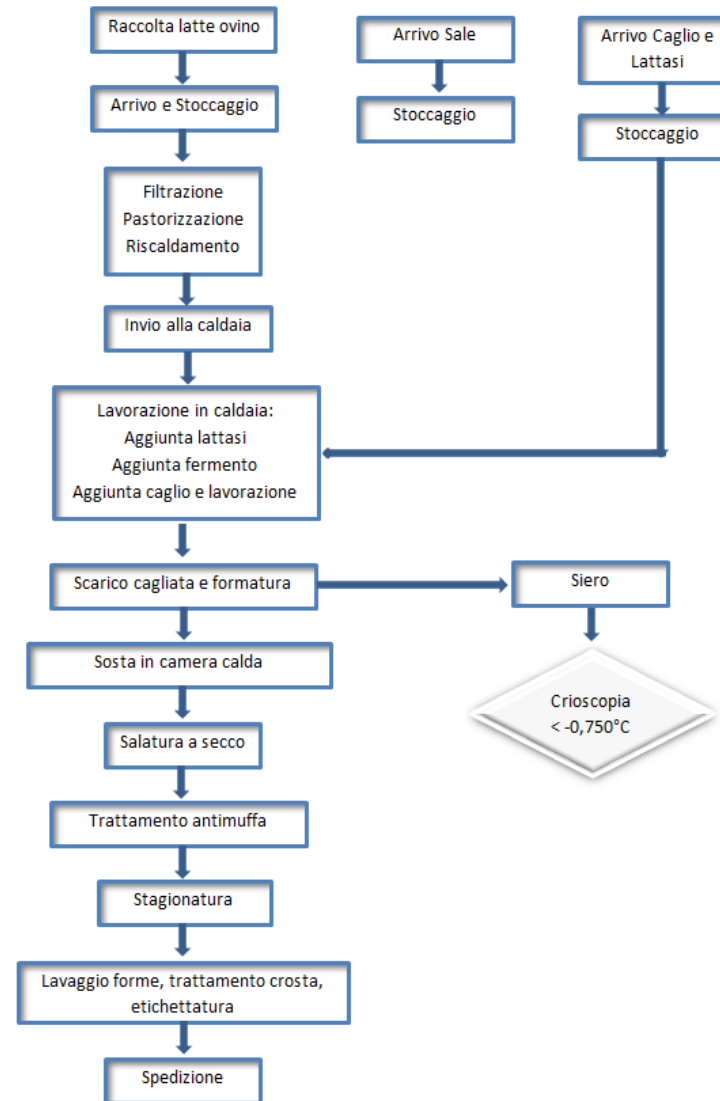 Raccolta latte ovino
Arrivo Sale
Arrivo Caglio e
Lattasi
Arrivo e Stoccaggio
Stoccaggio
Stoccaggio
Filtrazione
Pastorizzazione
Riscaldamento
Invio alla caldaia
Lavorazione in caldaia:
Aggiunta lattasi
Aggiunta fermento
Aggiunta caglio e lavorazione
Scarico cagliata e formatura
Siero
Sosta in camera calda
Crioscopia
< -0,750°C
Salatura a secco
Trattamento antimuffa
Stagionatura
Lavaggio forme, trattamento crosta,
etichettatura
Spedizione